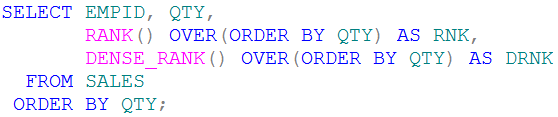 SELECT EMPID, QTY,
RANK() OVER(ORDER BY QTY) AS RNK,
DENSE_RANK() OVER(ORDER BY QTY) AS DRNK
FROM SALES
ORDER BY QTY;